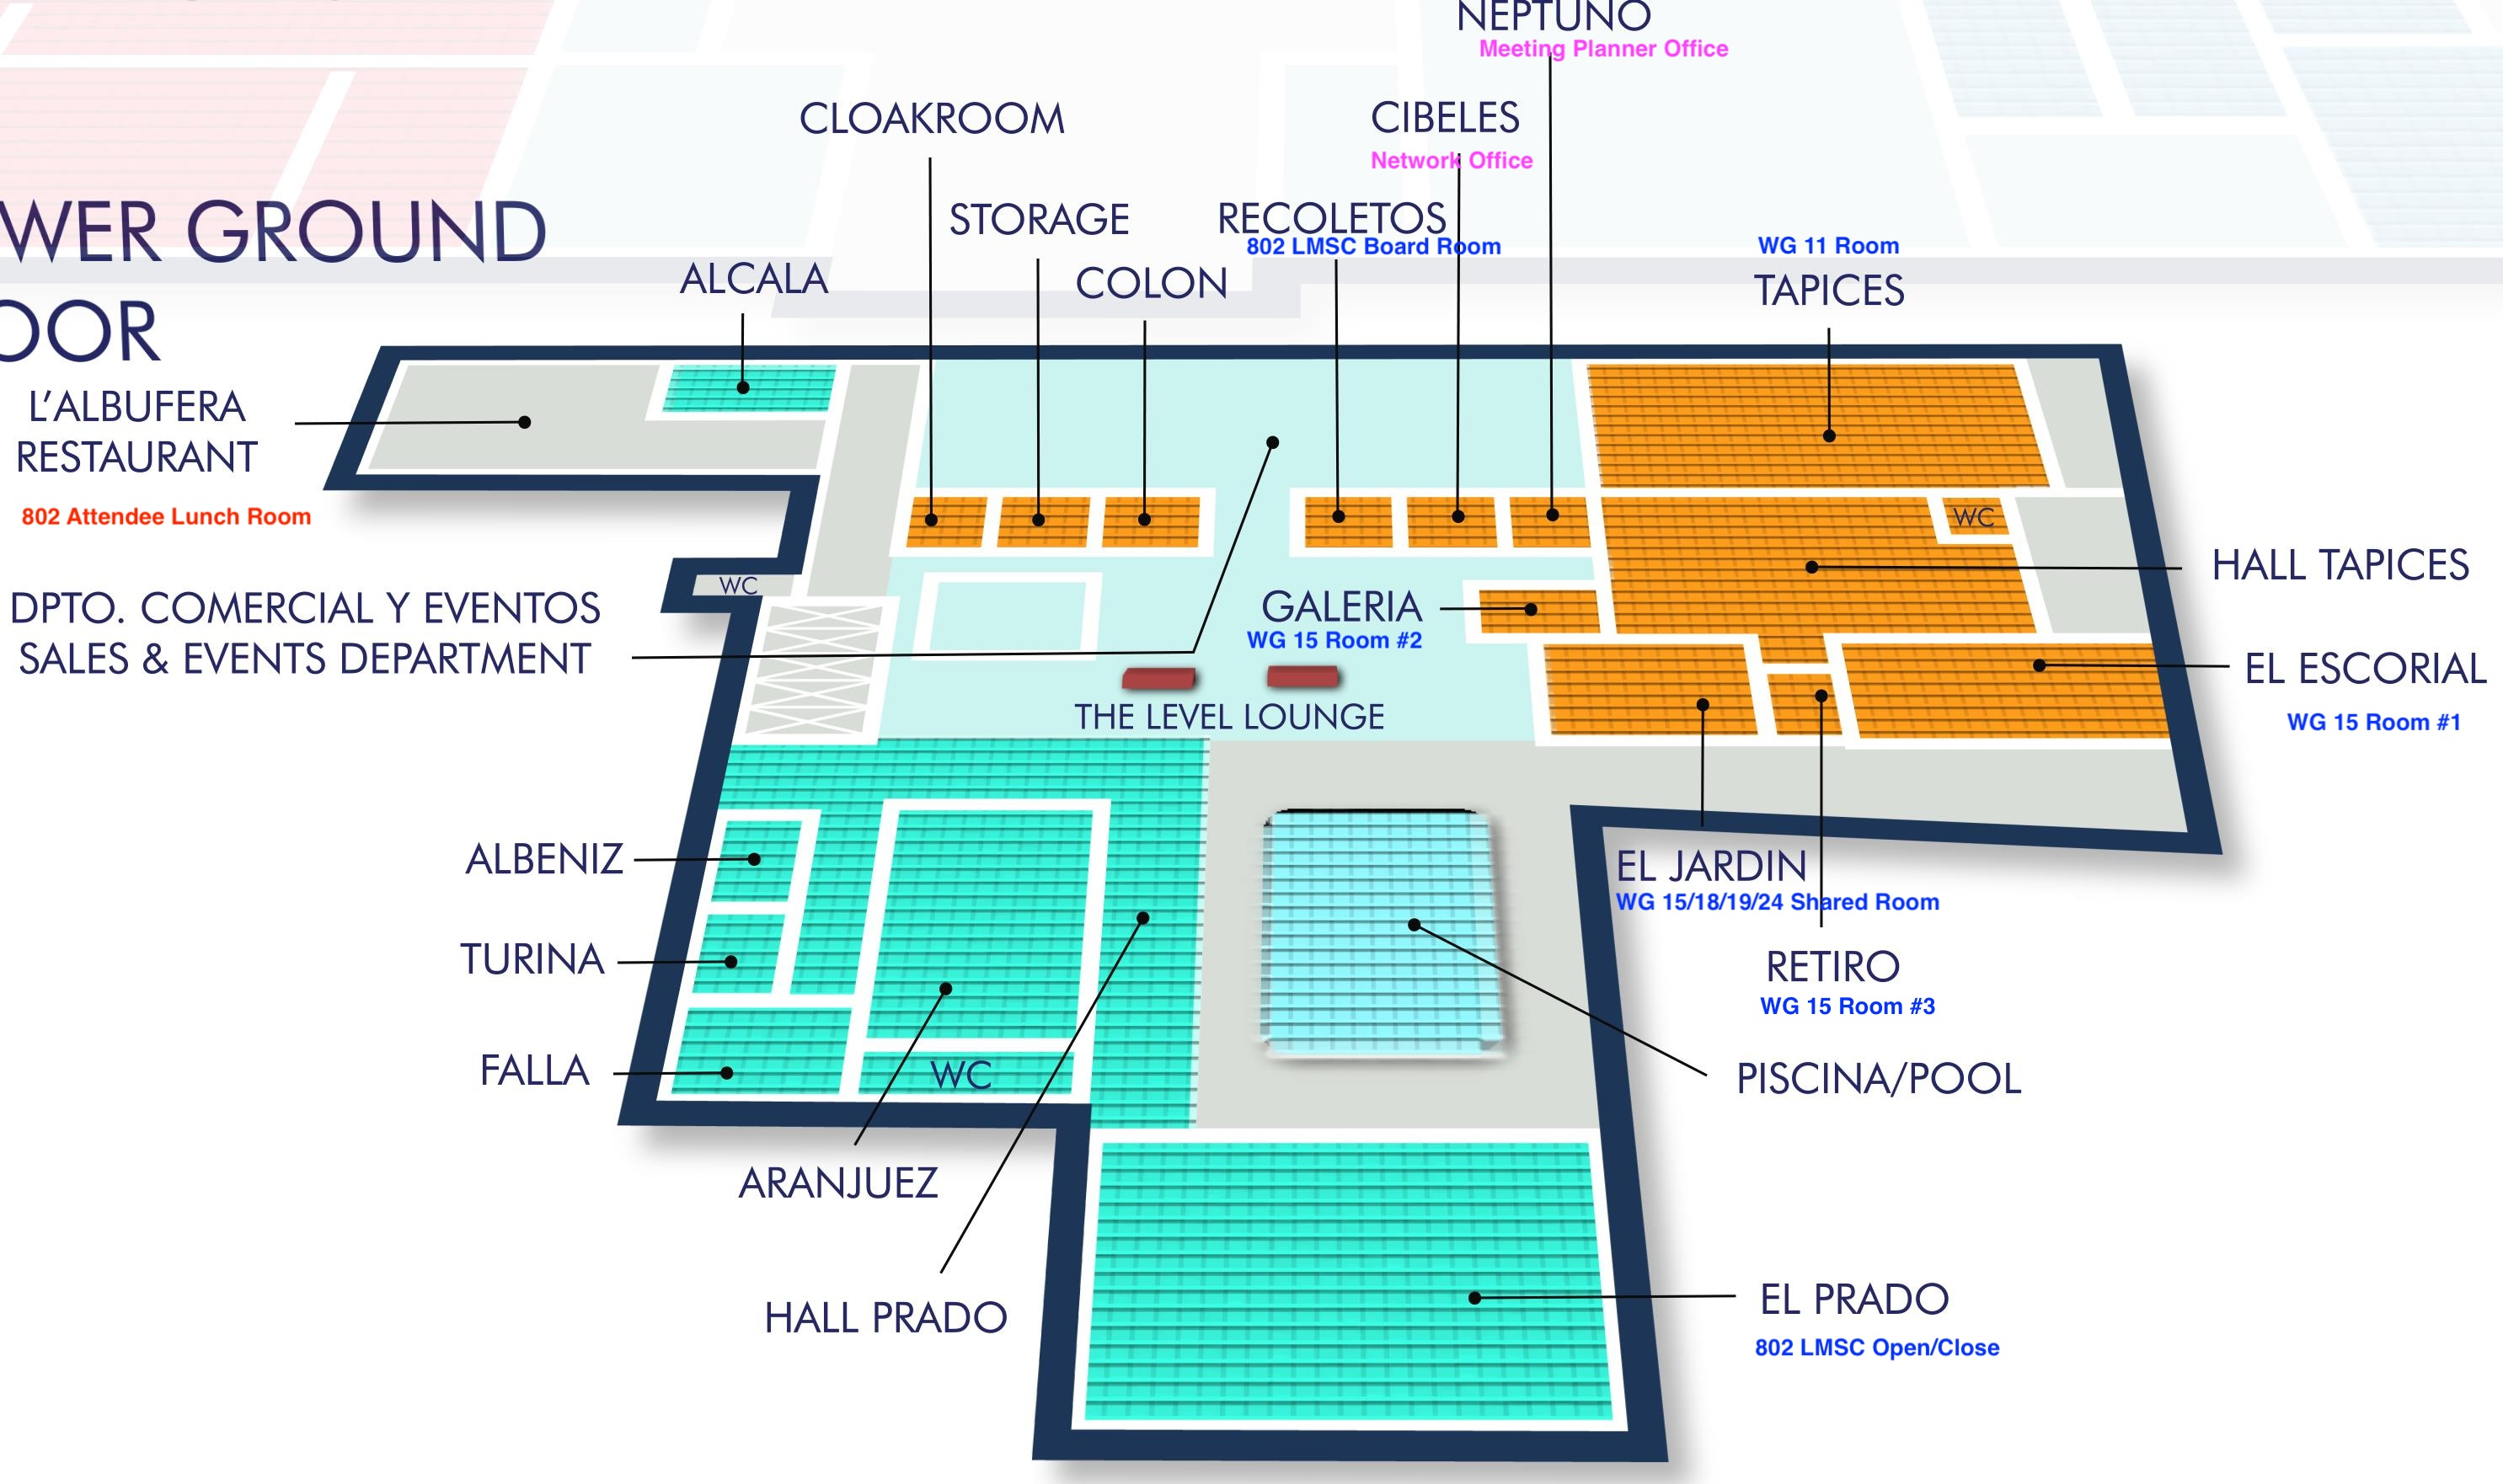 NEPTUNO
Meeting Planner Office
CLOAKROOM
CIBELES
Network Office
WER GROUND
OOR
STORAGE
RECOLETOS
802 LMSC Board Room
WG 11 Room
TAPICES
ALCALA
COLON
L'ALBUFERA
RESTAURANT
802 Attendee Lunch Room
WC
HALL TAPICES
WC
DPTO. COMERCIAL Y EVENTOS
SALES & EVENTS DEPARTMENT
GALERIA
WG 15 Room #2
EL ESCORIAL
WG 15 Room #1
THE LEVEL LOUNGE
ALBENIZ
EL JARDIN
WG 15/18/19/24 Shared Room
TURINA
RETIRO
WG 15 Room #3
FALLA
WC
PISCINA/POOL
ARANJUEZ
HALL PRADO
EL PRADO
802 LMSC Open/Close